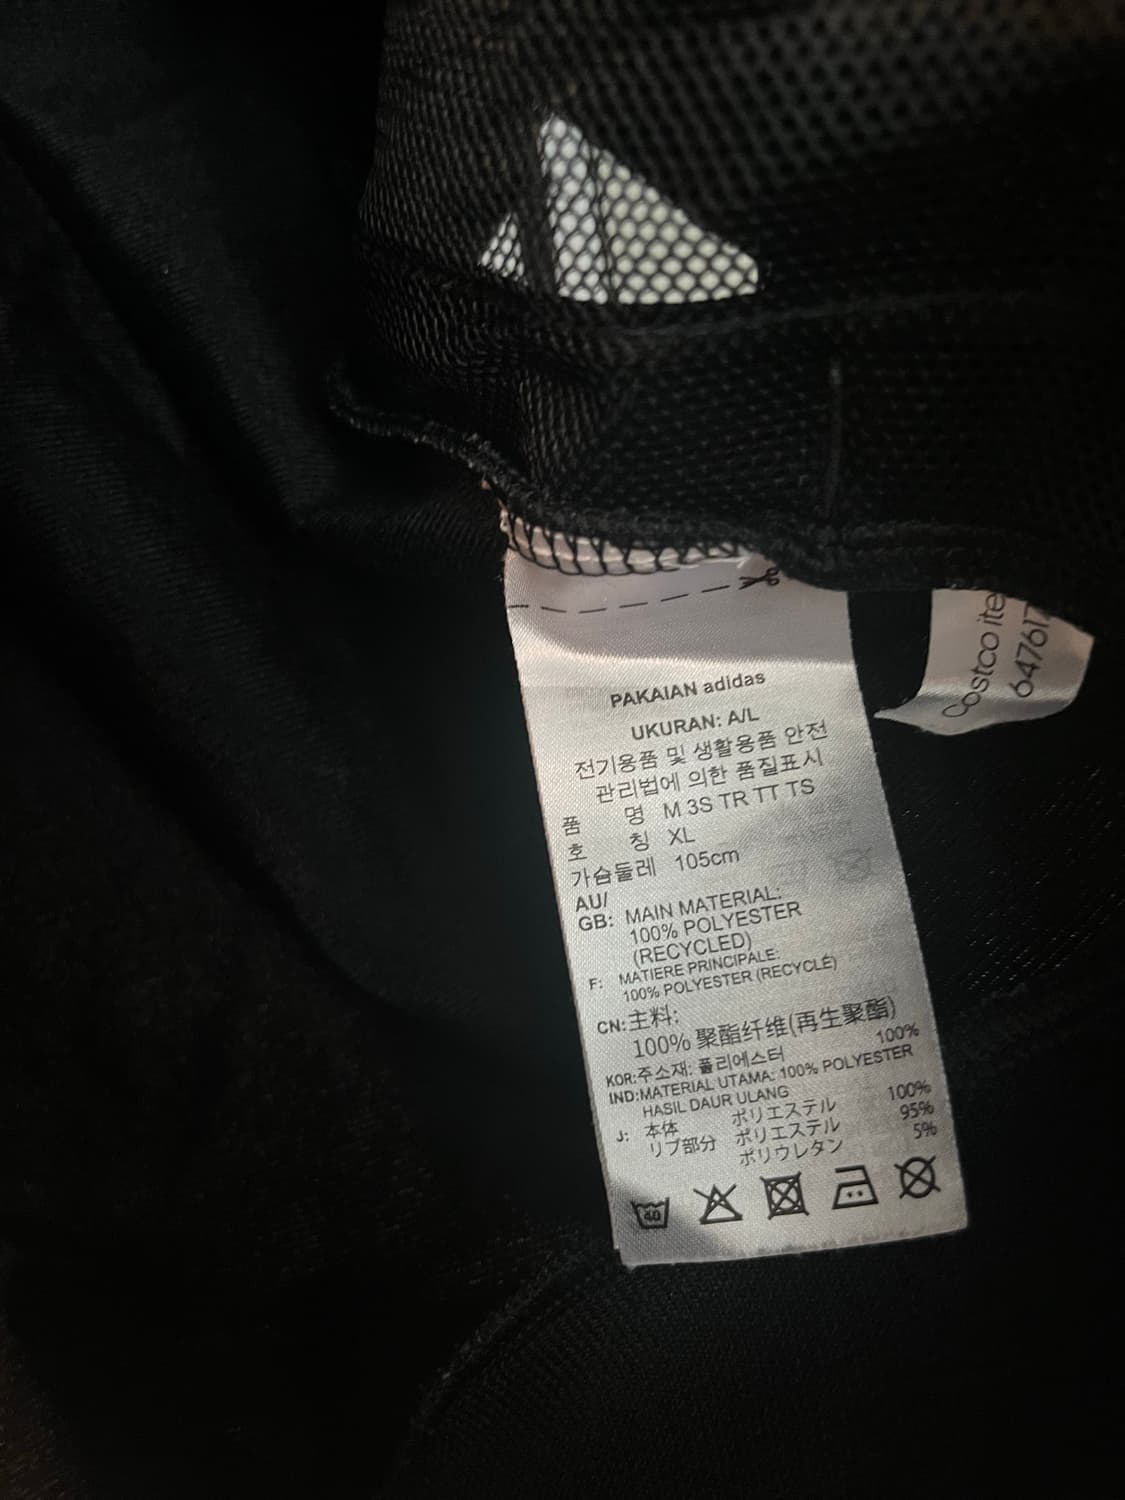 PAKAIAN adidas
UKURAN: A/L
전기용품 및 생활용품 안전
관리법에 의한 품질표시
품 명 M 3S TR TT TS
호 칭 XL
가슴둘레 105cm
AU/
GB: MAIN MATERIAL:
100% POLYESTER
(RECYCLED)
F: MATIERE PRINCIPALE:
100% POLYESTER (RECYCLÉ)
CN:主料:
100% 聚酯纤维(再生聚酯)
KOR:주소재: 폴리에스터 100%
IND:MATERIAL UTAMA: 100% POLYESTER
HASIL DAUR ULANG
J: 本体 ポリエステル 100%
リブ部分 ポリエステル 95%
ポリウレタン 5%
40
Costco ite
647617